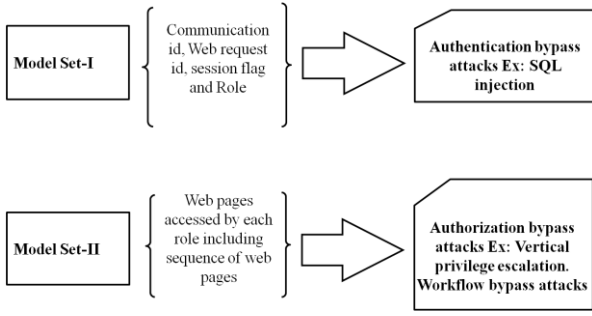 Model Set-I
Communication
id, Web request
id, session flag
and Role
Authentication bypass
attacks Ex: SQL
injection
Model Set-II
Web pages
accessed by each
role including
sequence of web
pages
Authorization bypass
attacks Ex: Vertical
privilege escalation.
Workflow bypass attacks